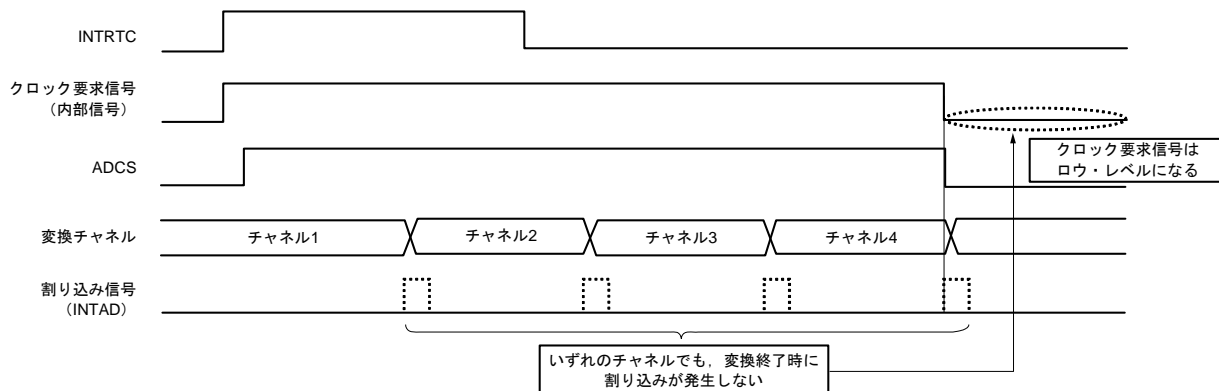 INTRTC
クロック要求信号
（内部信号）
ADCS
クロック要求信号は
ロウ・レベルになる
変換チャネル
チャネル1
チャネル2
チャネル3
チャネル4
割り込み信号
（INTAD）
いずれのチャネルでも，変換終了時に
割り込みが発生しない